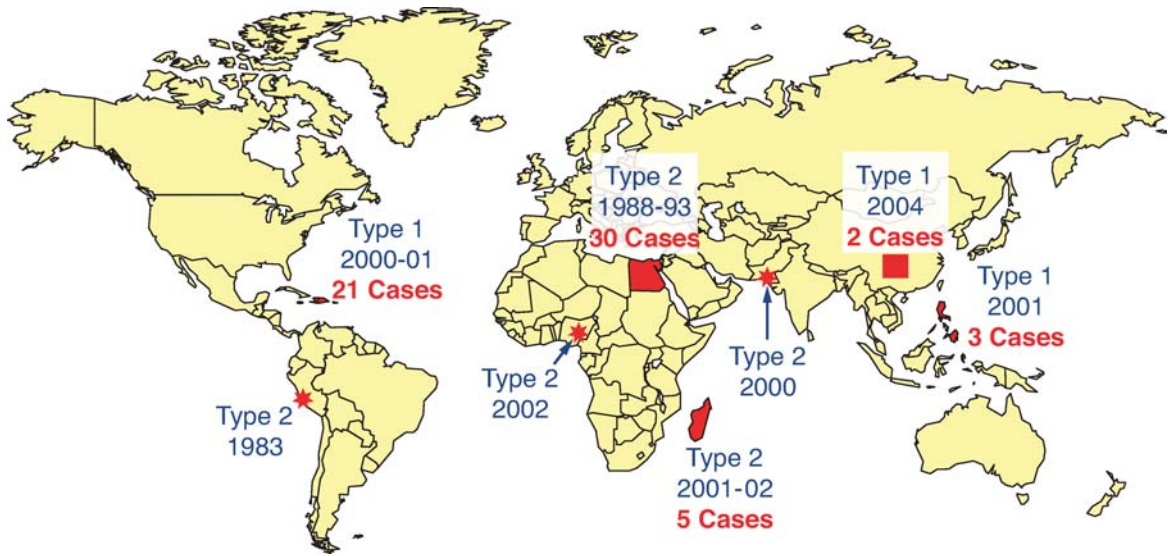 Type 1
2000-01
21 Cases
Type 2
1988-93
30 Cases
Type 1
2004
2 Cases
Type 1
2001
3 Cases
Type 2
1983
Type 2
2002
Type 2
2000
Type 2
2001-02
5 Cases